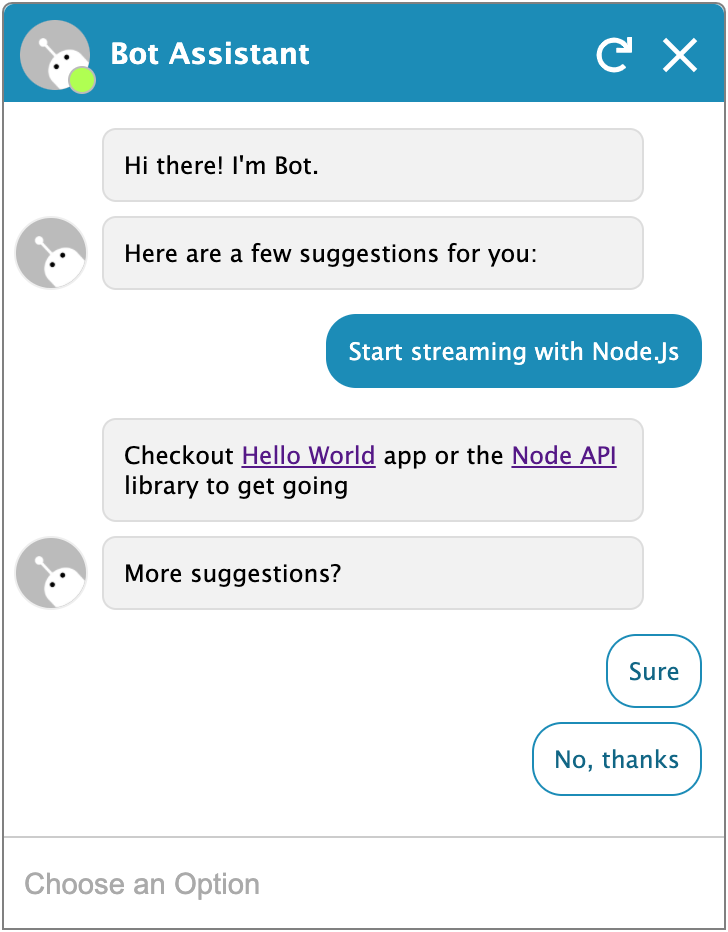 Bot Assistant
Hi there! I'm Bot.
Here are a few suggestions for you:
Start streaming with Node.Js
Checkout Hello World app or the Node API
library to get going
More suggestions?
Sure
No, thanks
Choose an Option